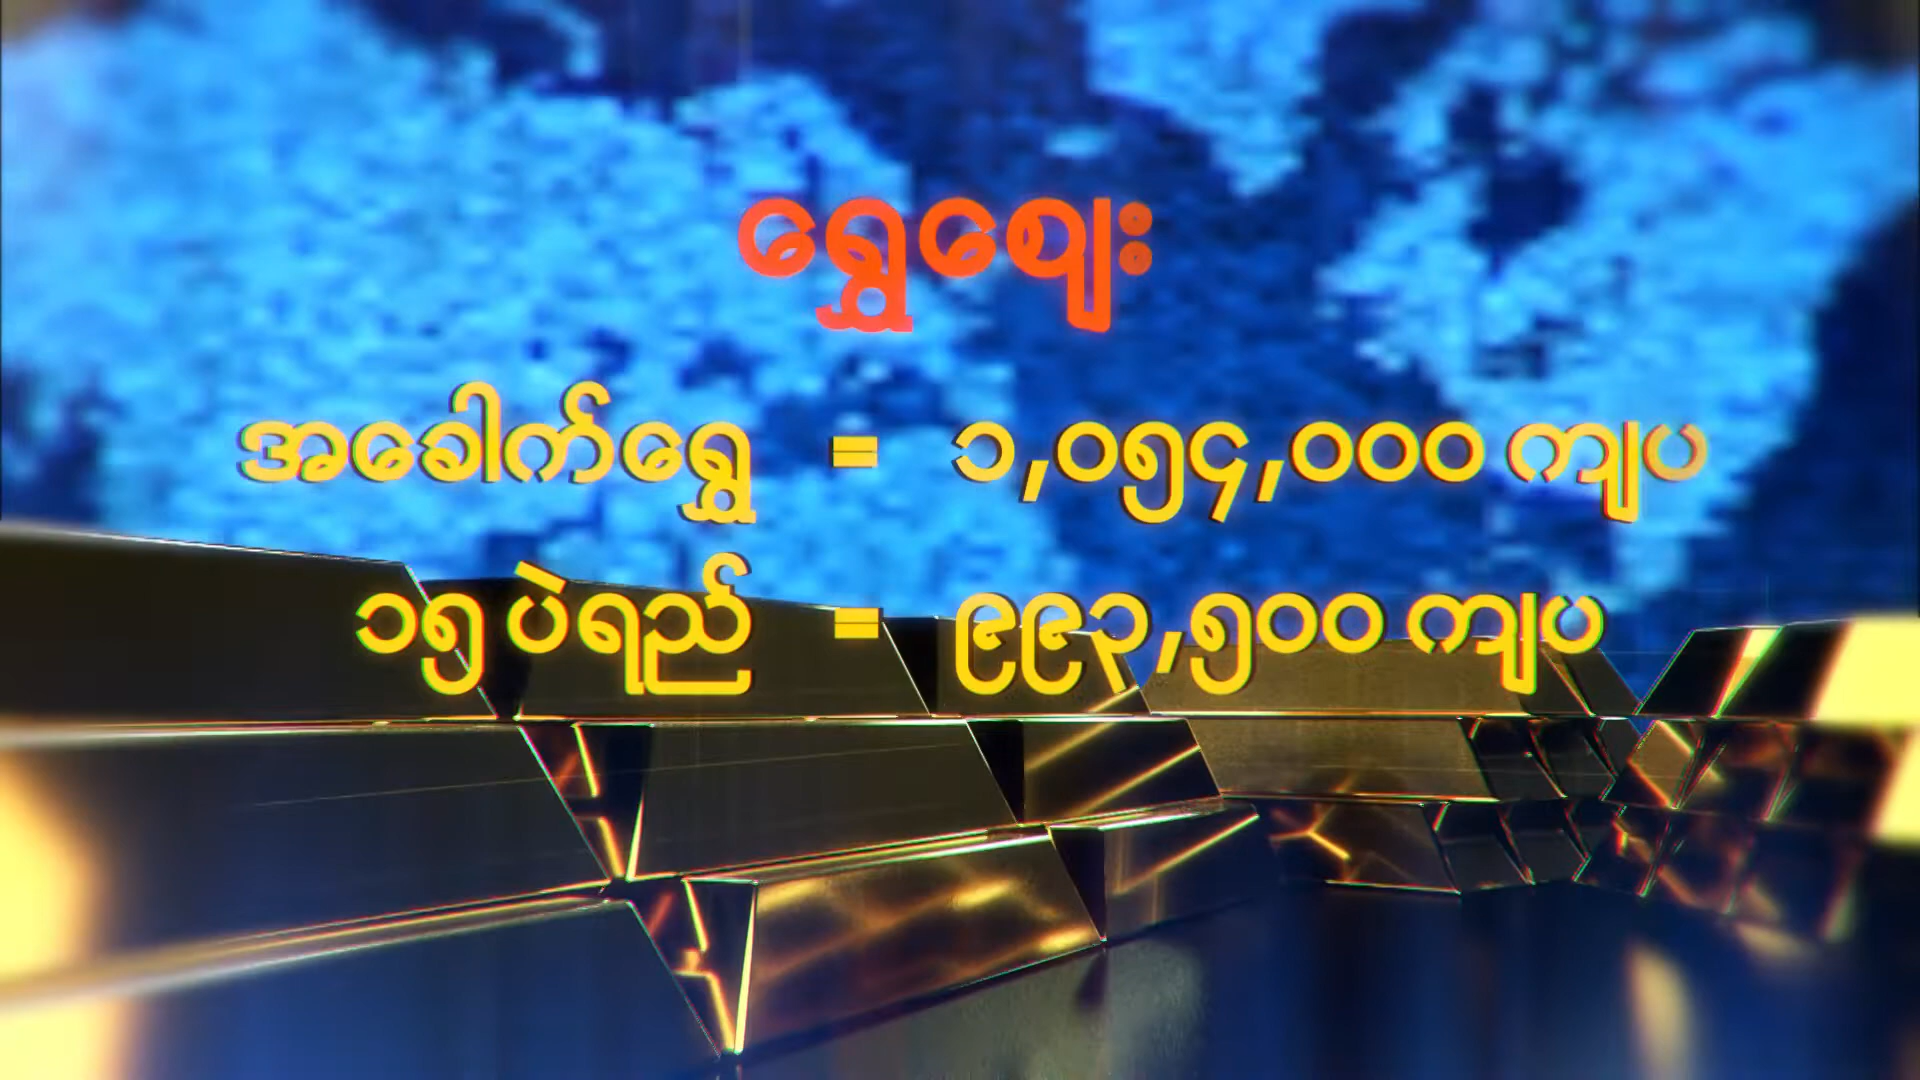 ရွှေဈေး
အခေါက်ရွှေ = ၁,၀၅၄,၀၀၀ ကျပ
၁၅ ပဲရည် = ၉၉၃,၅၀၀ ကျပ